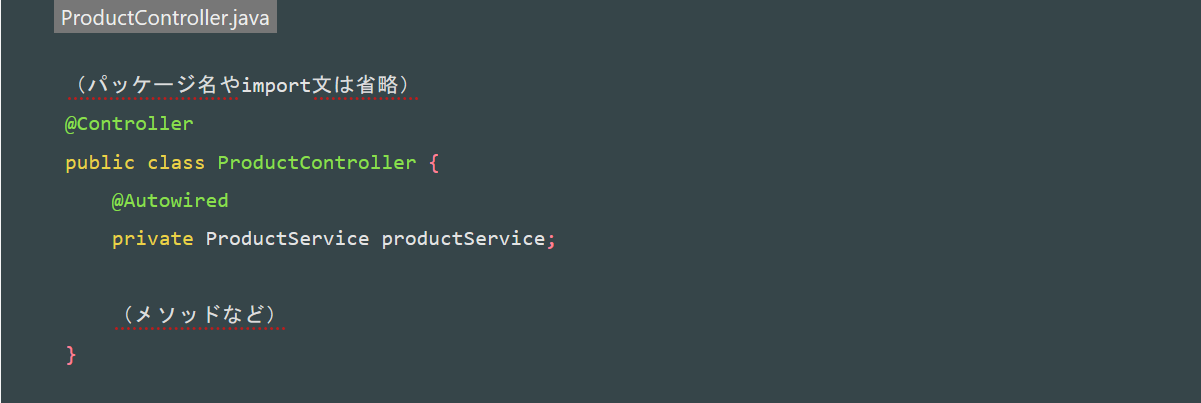 ProductController.java
（パッケージ名やimport文は省略）
@Controller
public class ProductController {
@Autowired
private ProductService productService;
（メソッドなど）
}